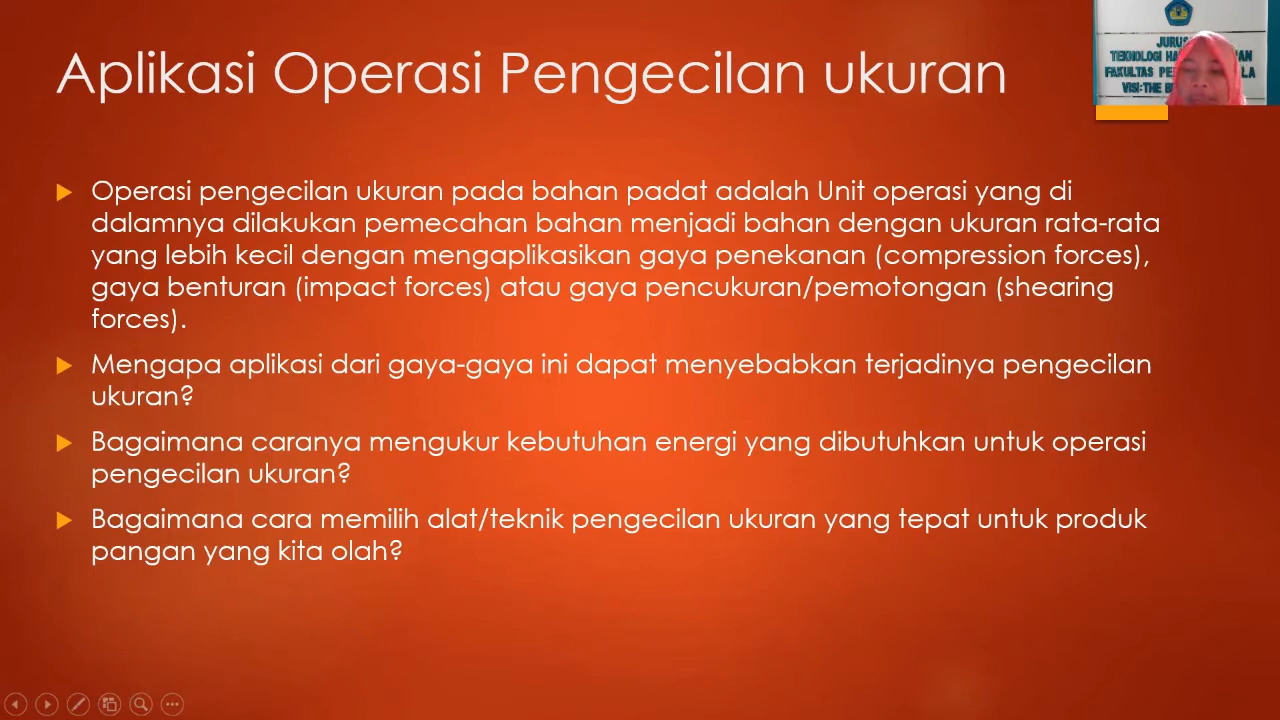 Aplikasi Operasi Pengecilan ukuran
Operasi pengecilan ukuran pada bahan padat adalah Unit operasi yang di
dalamnya dilakukan pemecahan bahan menjadi bahan dengan ukuran rata-rata
yang lebih kecil dengan mengaplikasikan gaya penekanan (compression forces),
gaya benturan (impact forces) atau gaya pencukuran/pemotongan (shearing
forces).
Mengapa aplikasi dari gaya-gaya ini dapat menyebabkan terjadinya pengecilan
ukuran?
Bagaimana caranya mengukur kebutuhan energi yang dibutuhkan untuk operasi
pengecilan ukuran?
Bagaimana cara memilih alat/teknik pengecilan ukuran yang tepat untuk produk
pangan yang kita olah?
TEKNOLOGI
FAKULTAS
VISI:THE